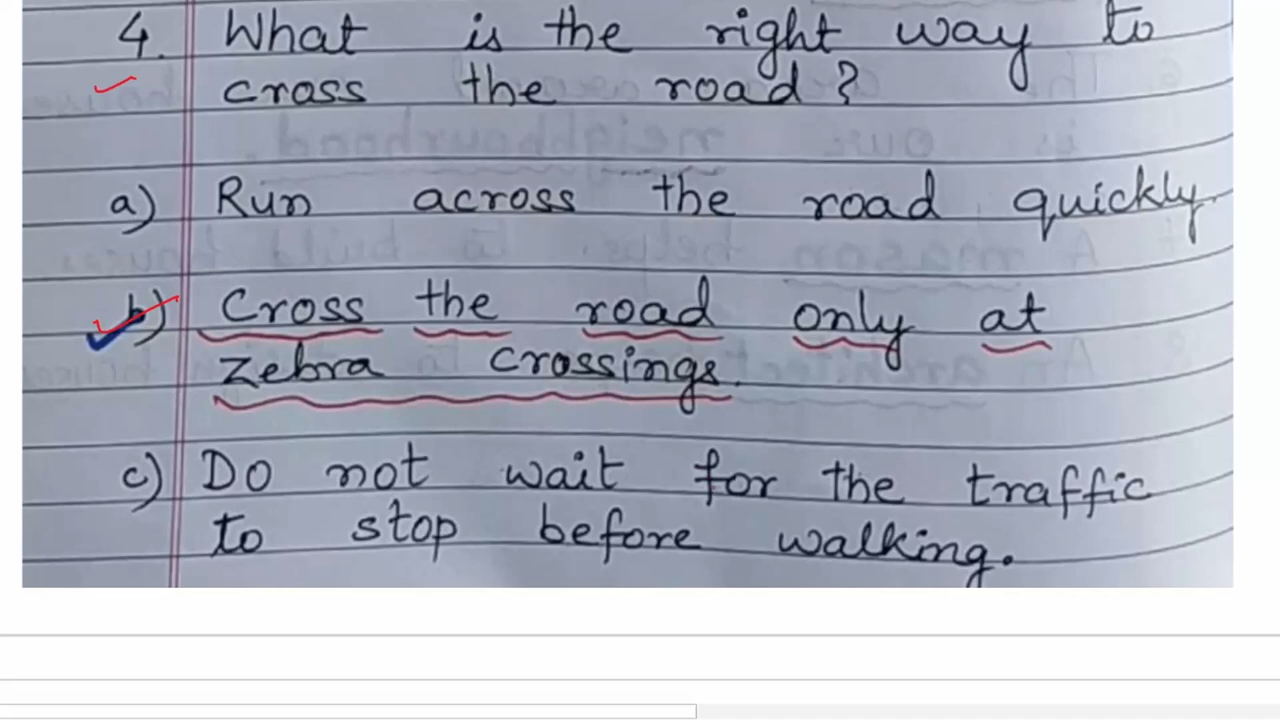 4. What is the right way to
cross the road?
a) Run across the road quickly.
b) Cross the road only at
zebra crossings.
c) Do not wait for the traffic
to stop before walking.